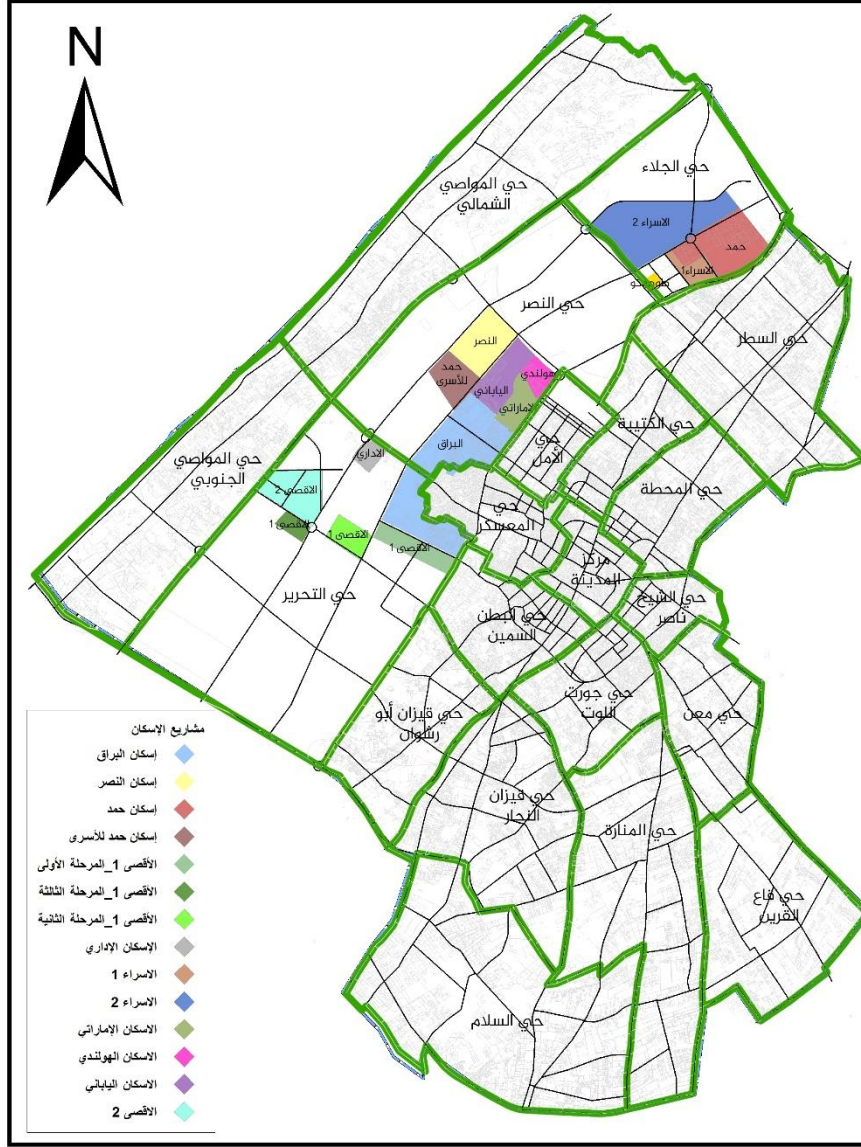 N
حي الجلاء
حي المواصي
الشمالي
الاسراء 2
حمد
الاسراء1
حي النصر
حي السطر
النصر
حمد
للأسرى
الياباني
هولندي
الاماراتي
حي الكتيبة
البراق
حي
الأمل
الاداري
حي المواصي
الجنوبي
حي المحطة
الاقصى 2
حي
المعسكر
الاقصى 1
الاقصى 1
الاقصى 1
مركز
المدينة
حي التحرير
حي الشيخ
ناصر
حي البطن
السمين
حي جورت
اللوت
حي معن
حي قيزان أبو
رشوان
حي قيزان
النجار
حي المنارة
حي قاع
القرين
حي السلام
مشاريع الإسكان
إسكان البراق
إسكان النصر
إسكان حمد
إسكان حمد للأسرى
الأقصى 1_المرحلة الأولى
الأقصى 1_المرحلة الثالثة
الأقصى 1_المرحلة الثانية
الإسكان الإداري
الاسراء 1
الاسراء 2
الاسكان الإماراتي
الاسكان الهولندي
الاسكان الياباني
الاقصى 2